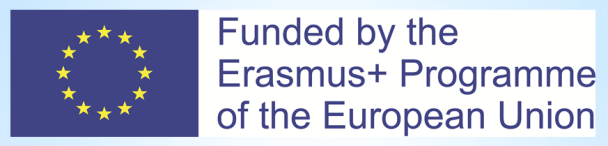 Funded by the
Erasmus+ Programme
of the European Union